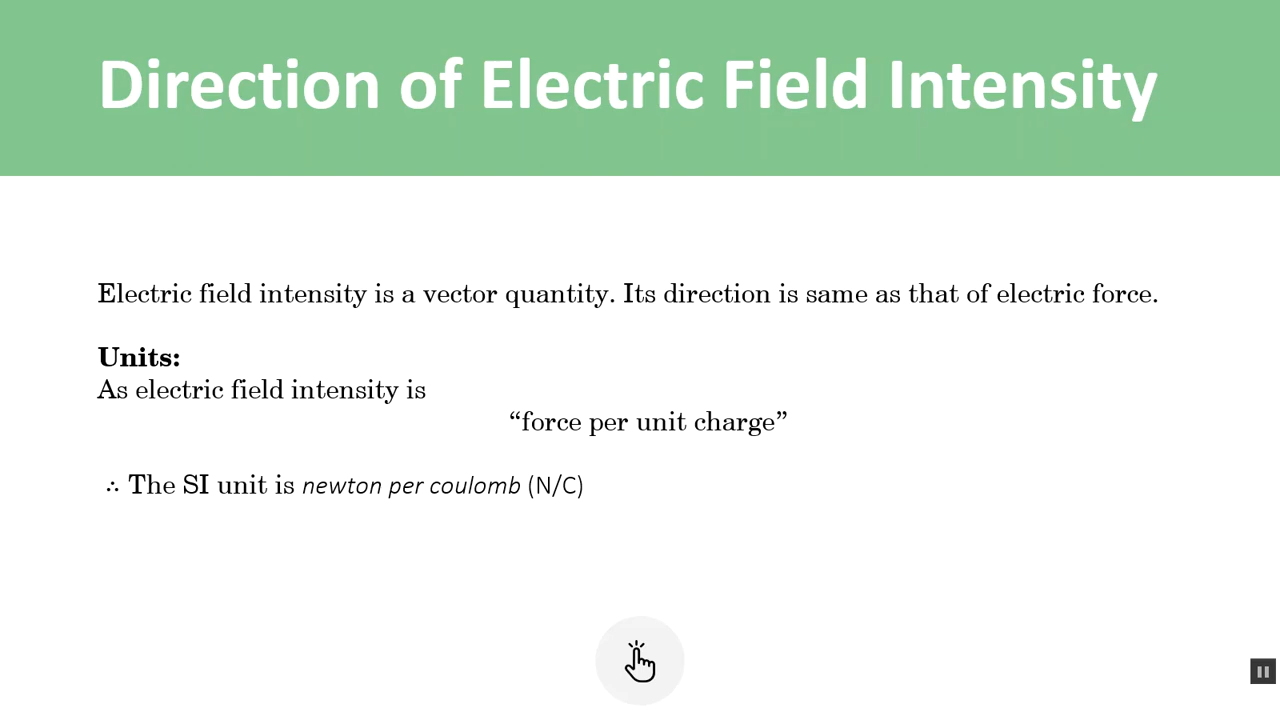 Direction of Electric Field Intensity
Electric field intensity is a vector quantity. Its direction is same as that of electric force.
Units:
As electric field intensity is
“force per unit charge”
∴ The SI unit is newton per coulomb (N/C)